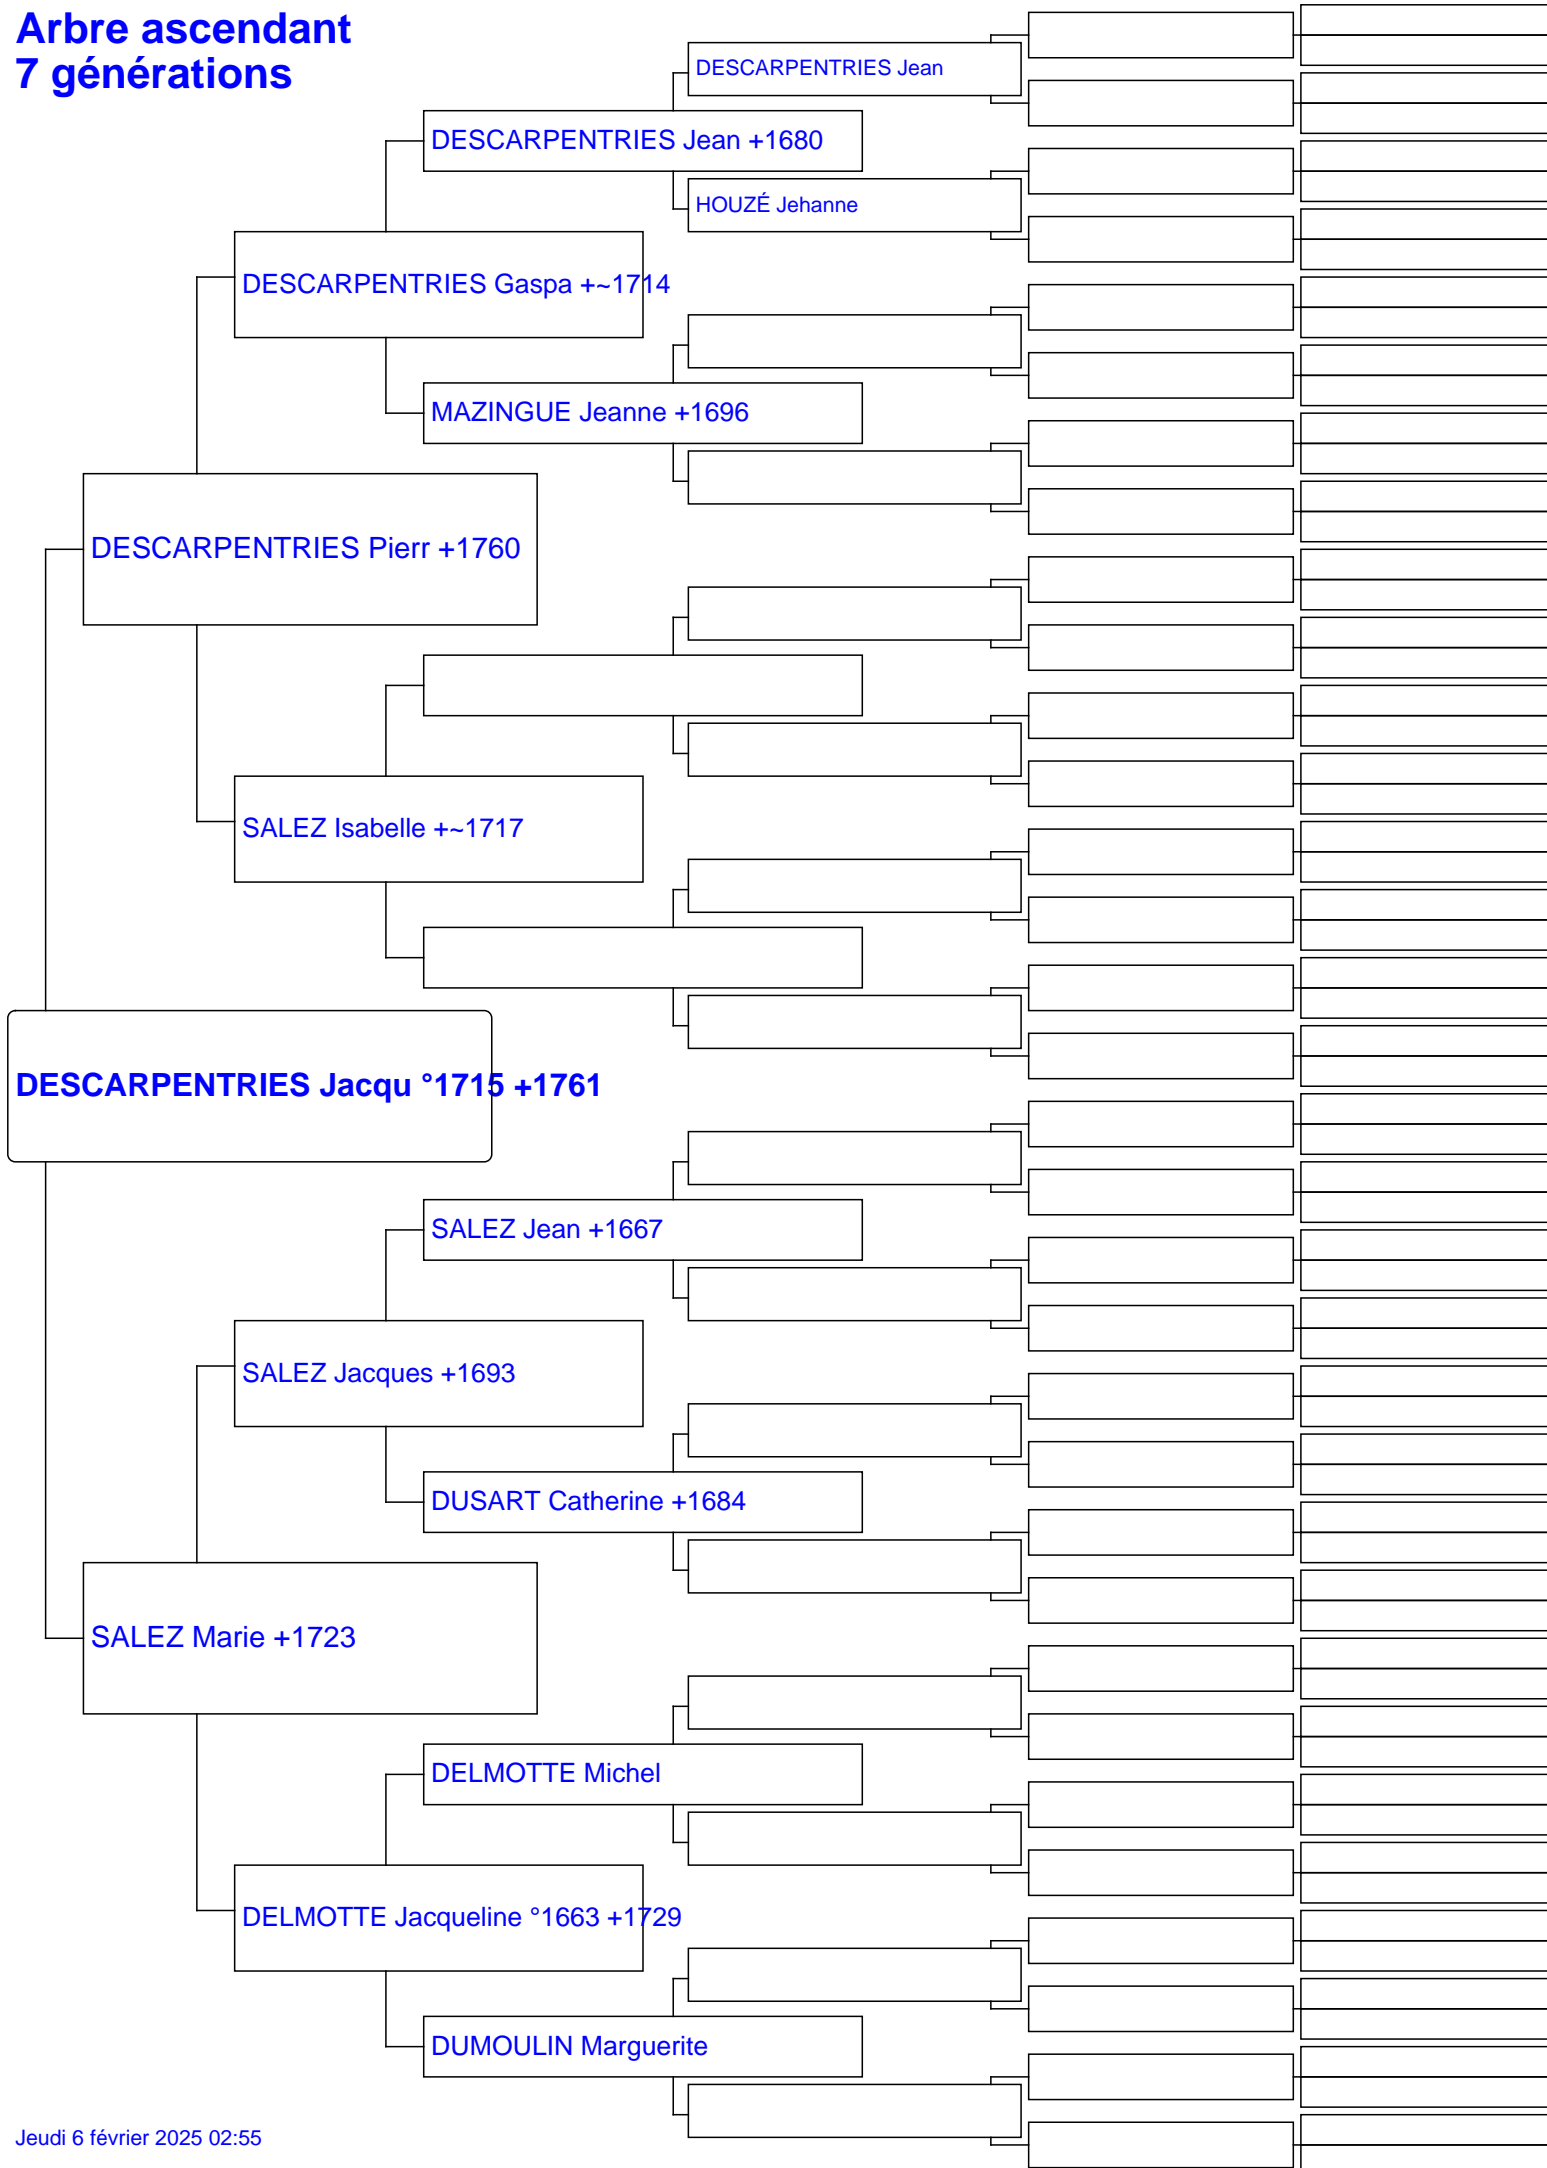 Arbre ascendant
7 générations
DESCARPENTRIES Jean
DESCARPENTRIES Jean +1680
HOUZÉ Jehanne
DESCARPENTRIES Gaspa +~1714
MAZINGUE Jeanne +1696
DESCARPENTRIES Pierr +1760
SALEZ Isabelle +~1717
DESCARPENTRIES Jacqu °1715 +1761
SALEZ Jean +1667
SALEZ Jacques +1693
DUSART Catherine +1684
SALEZ Marie +1723
DELMOTTE Michel
DELMOTTE Jacqueline °1663 +1729
DUMOULIN Marguerite
Jeudi 6 février 2025 02:55